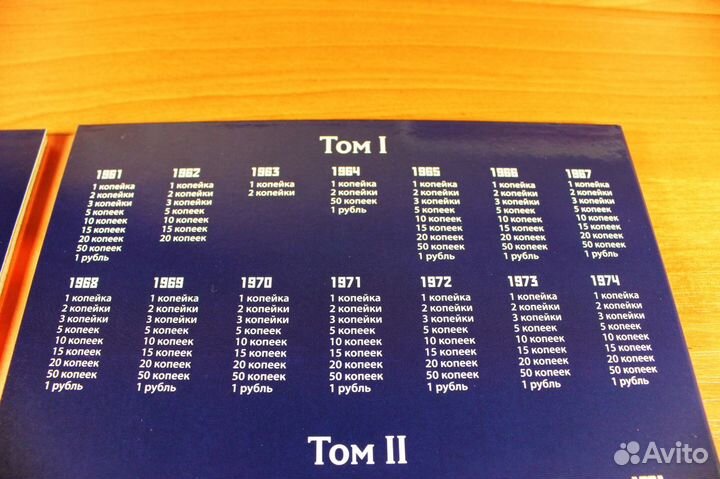 Том I
1961
1 копейка
2 копейки
3 копейки
5 копеек
10 копеек
15 копеек
20 копеек
50 копеек
1 рубль
1962
1 копейка
2 копейки
3 копейки
5 копеек
10 копеек
15 копеек
20 копеек
1963
1 копейка
2 копейки
1964
1 копейка
2 копейки
50 копеек
1 рубль
1965
1 копейка
2 копейки
3 копейки
5 копеек
10 копеек
15 копеек
20 копеек
50 копеек
1 рубль
1966
1 копейка
2 копейки
3 копейки
5 копеек
10 копеек
15 копеек
20 копеек
50 копеек
1 рубль
1967
1 копейка
2 копейки
3 копейки
5 копеек
10 копеек
15 копеек
20 копеек
50 копеек
1 рубль
1968
1 копейка
2 копейки
3 копейки
5 копеек
10 копеек
15 копеек
20 копеек
50 копеек
1 рубль
1969
1 копейка
2 копейки
3 копейки
5 копеек
10 копеек
15 копеек
20 копеек
50 копеек
1 рубль
1970
1 копейка
2 копейки
3 копейки
5 копеек
10 копеек
15 копеек
20 копеек
50 копеек
1 рубль
1971
1 копейка
2 копейки
3 копейки
5 копеек
10 копеек
15 копеек
20 копеек
50 копеек
1 рубль
1972
1 копейка
2 копейки
3 копейки
5 копеек
10 копеек
15 копеек
20 копеек
50 копеек
1 рубль
1973
1 копейка
2 копейки
3 копейки
5 копеек
10 копеек
15 копеек
20 копеек
50 копеек
1 рубль
1974
1 копейка
2 копейки
3 копейки
5 копеек
10 копеек
15 копеек
20 копеек
50 копеек
1 рубль
Том II
Avito